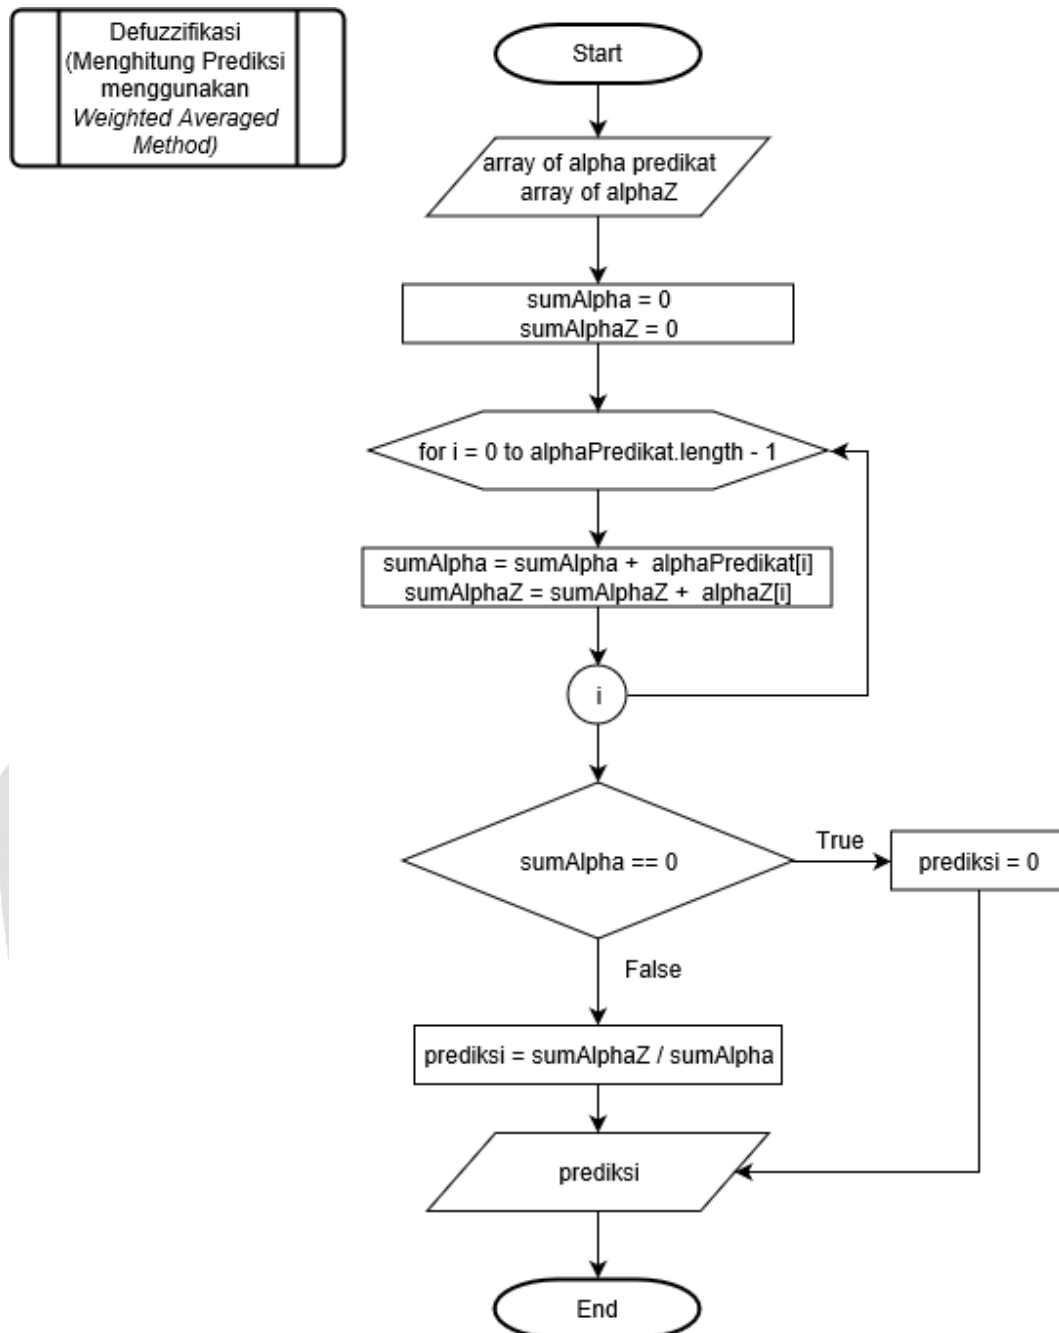 Defuzzifikasi
(Menghitung Prediksi
menggunakan
Weighted Averaged
Method)
Start
array of alpha predikat
array of alphaZ
sumAlpha = 0
sumAlphaZ = 0
for i = 0 to alphaPredikat.length - 1
sumAlpha = sumAlpha + alphaPredikat[i]
sumAlphaZ = sumAlphaZ + alphaZ[i]
i
sumAlpha == 0
True
prediksi = 0
False
prediksi = sumAlphaZ / sumAlpha
prediksi
End